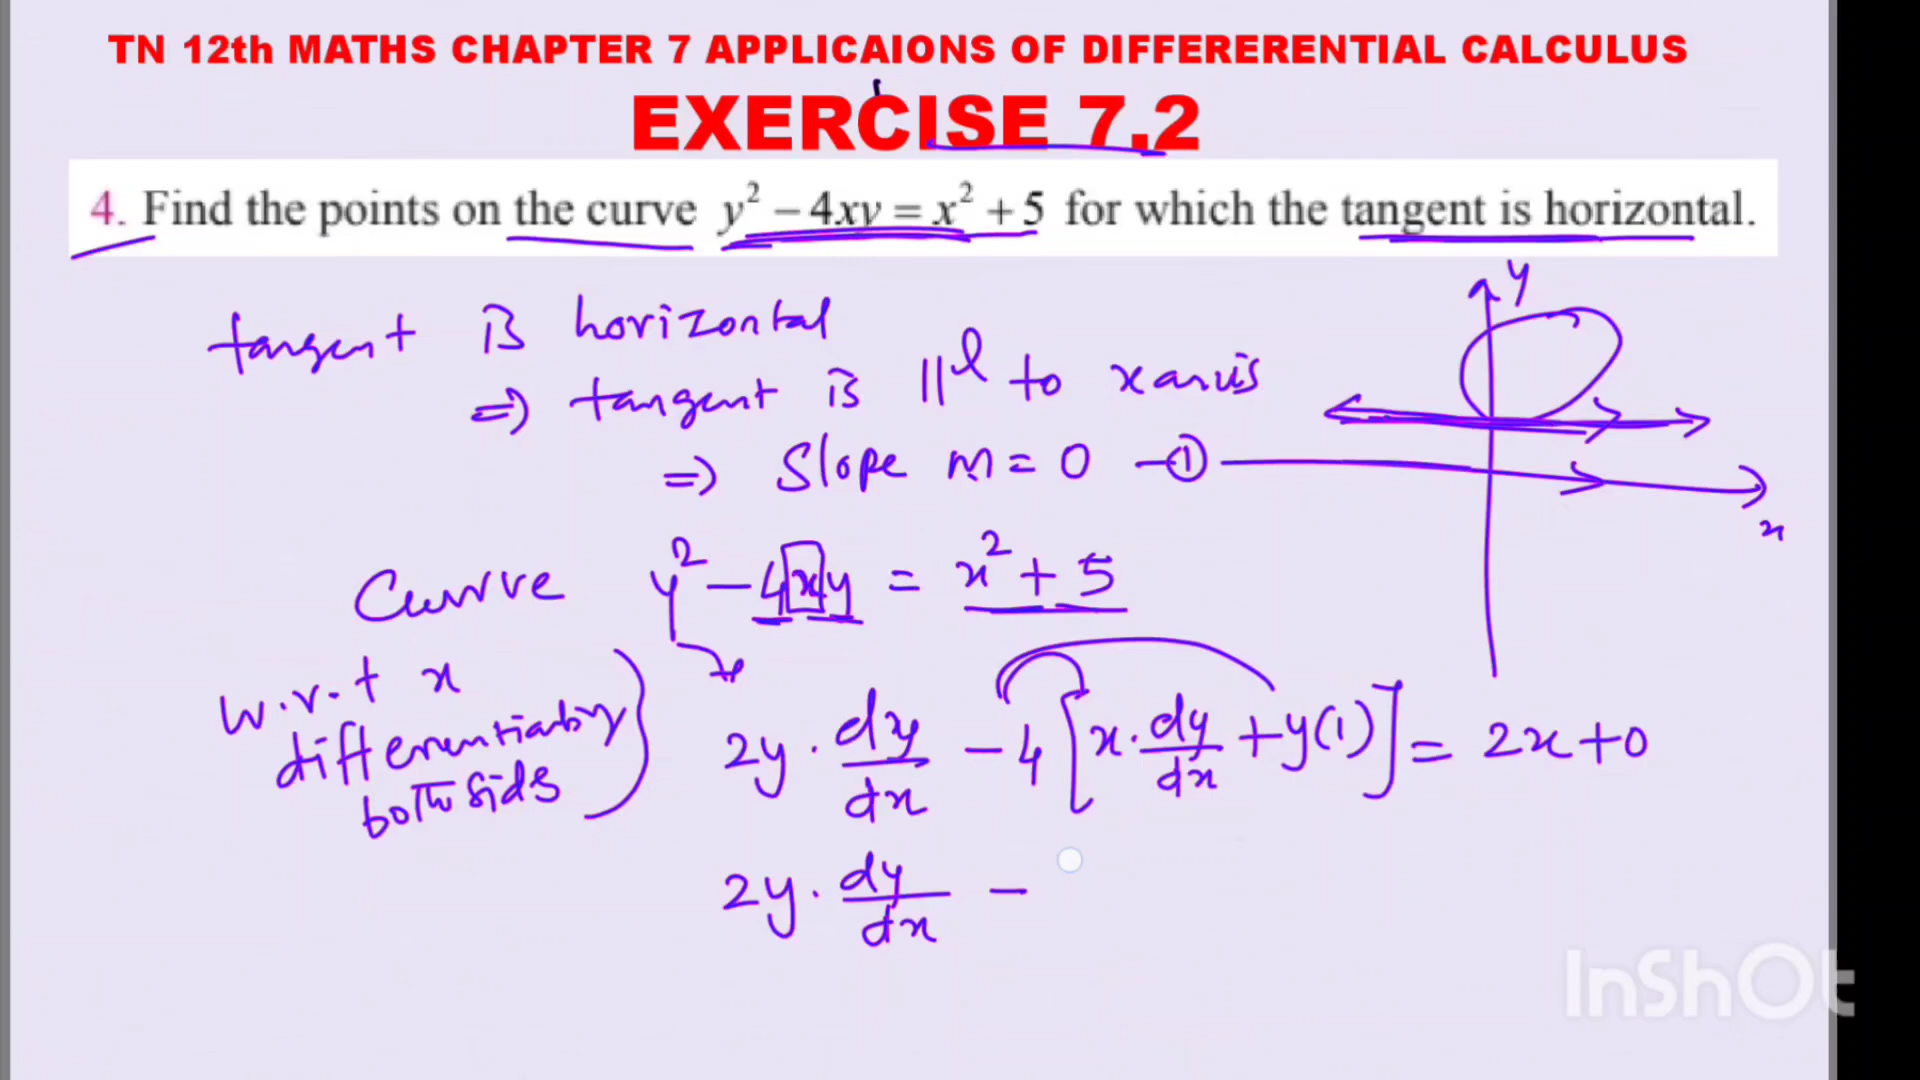 TN 12th MATHS CHAPTER 7 APPLICAIONS OF DIFFERERENTIAL CALCULUS
EXERCISE 7.2
4. Find the points on the curve y² − 4xy = x² + 5 for which the tangent is horizontal.
tangent is horizontal
⇒ tangent is ||l to x axis
⇒ Slope m = 0 —①
y
x
Curve y² − 4xy = x² + 5
w.r.t x
differentiating
both sides
2y · dy/dx − 4[x · dy/dx + y(1)] = 2x + 0
2y · dy/dx −
InShOt